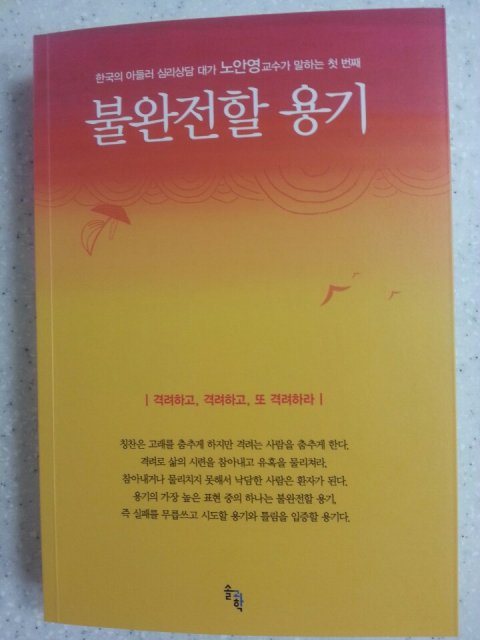 한국의 아들러 심리상담 대가 노안영교수가 말하는 첫 번째
불완전할 용기
| 격려하고, 격려하고, 또 격려하라 |
칭찬은 고래를 춤추게 하지만 격려는 사람을 춤추게 한다.
격려로 삶의 시련을 참아내고 유혹을 물리쳐라.
참아내거나 물리치지 못해서 낙담한 사람은 환자가 된다.
용기의 가장 높은 표현 중의 하나는 불완전할 용기,
즉 실패를 무릅쓰고 시도할 용기와 틀림을 입증할 용기다.
솔과학